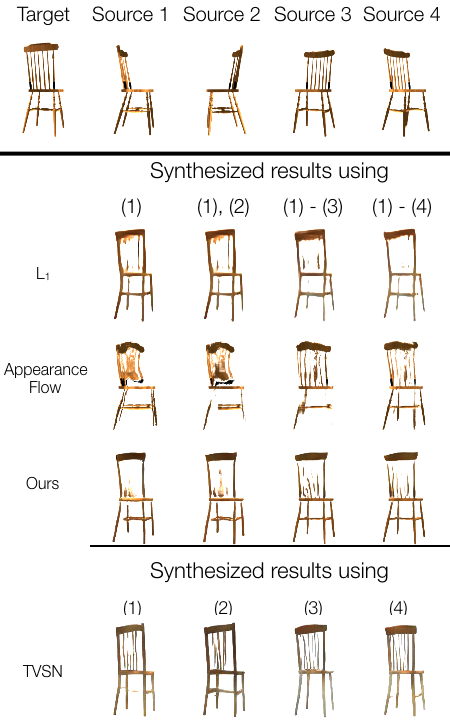 Target Source 1 Source 2 Source 3 Source 4
Synthesized results using
(1) (1), (2) (1) - (3) (1) - (4)
L₁
Appearance
Flow
Ours
Synthesized results using
(1) (2) (3) (4)
TVSN